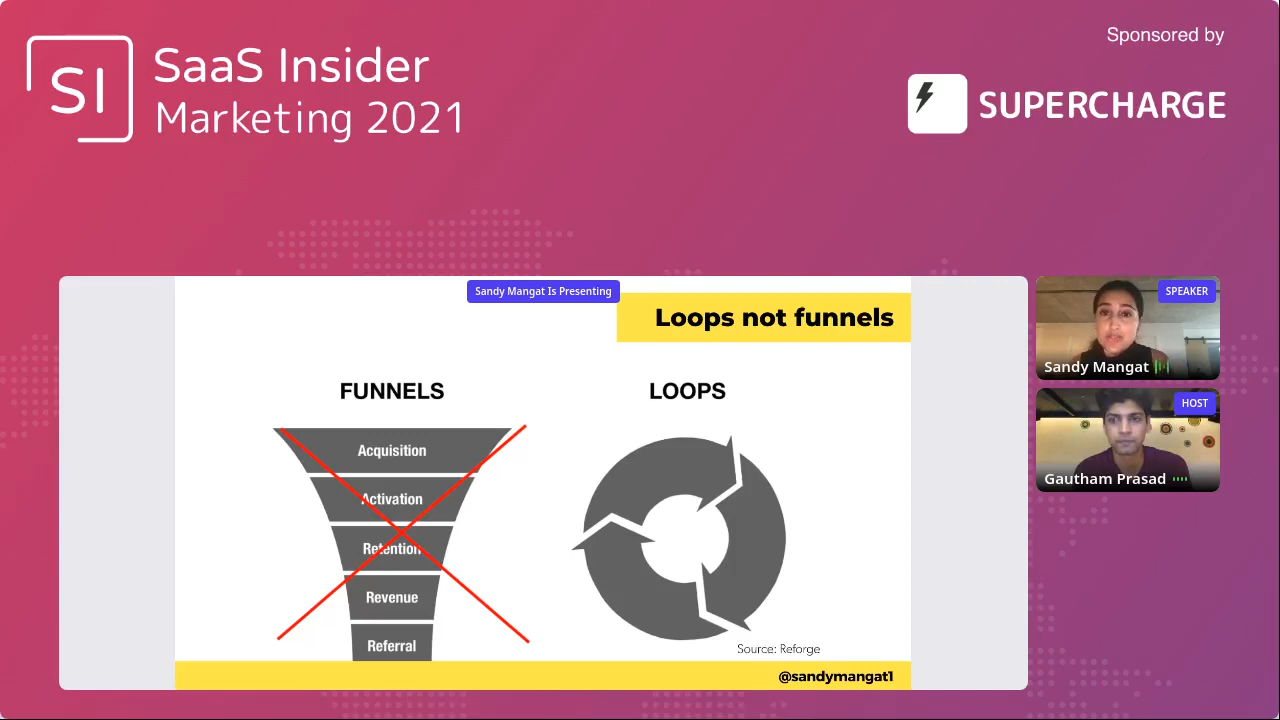 SI
SaaS Insider
Marketing 2021
Sponsored by
SUPERCHARGE
Sandy Mangat Is Presenting
Loops not funnels
FUNNELS
LOOPS
Acquisition
Activation
Retention
Revenue
Referral
Source: Reforge
@sandymangat1
SPEAKER
Sandy Mangat
HOST
Gautham Prasad